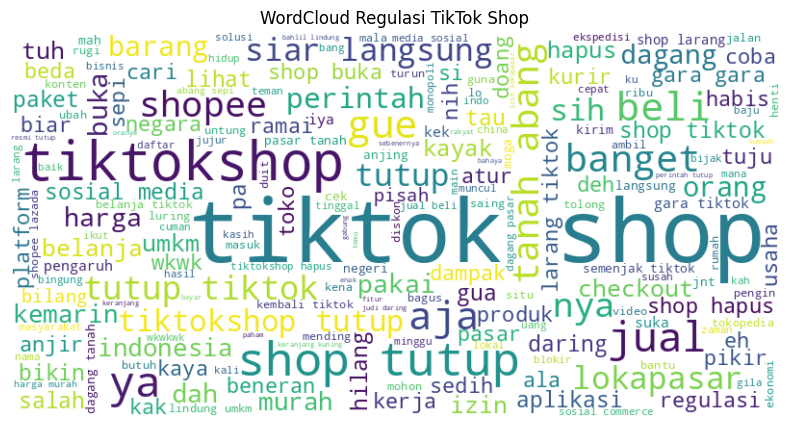 WordCloud Regulasi TikTok Shop
mah
rugi
solusi
bahlil lindung
mala media sosial
ekspedisi
shop larang
jalan
tuh
barang
siar langsung
bang
turun
doang
hapus
dagang
coba
bisnis
hidup
beda
konten
cari
lihat
shop buka
si
monopoli
guna
kurir
gara gara
paket
abang sepi
teman
nih
lo
indo
ku
cepat
ribu
habis
henti
ubah
buka
sepi
shopee
perintah
tau
sih
beli
biar
negara
untung
ramai
iya
gue
kek
china
moga
kirim
shop tiktok
baju
resmi tutup
oranye
daftar
jujur
pasar tanah
sebenernya
rakyat
bahaya
ambil
perintah tutup
bijak
mana
larang
baik
tiktokshop
duit
anjing
kayak
tanah abang
banget
tuju
shopee lazada
sosial media
pa
tutup
atur
deh
langsung
orang
platform
belanja tiktok
luring
cek
main
muncul
larang tiktok
tolong
gara tiktok
harga
cuman
toko
tinggal
jual beli
saing
dagang pasar
usaha
umkm
pisah
diskon
gabung
tamu
ikut
kasih
masuk
tiktok shop
belanja
wkwk
pengaruh
hasil
tiktokshop hapus
negeri
dampak
semenjak tiktok
rumah
bingung
enak
situ
susah
bilang
tutup tiktok
kena
pakai
gua
checkout
jnt
kah
pengin
keranjang
bayar
fitur
bagus
kemarin
kembali tiktok
nya
shop hapus
masyarakat
tiktokshop tutup
judi daring
aja
produk
video
suka
tokopedia
anjir
wkwkwk
mending
minggu
pasar
uang
zaman
nama
paham
keranjang kuning
lokal
daring
jual
eh
indonesia
hilang
blokir
bantu
pikir
bikin
butuh
kaya
kali
shop tutup
sedih
ala
lokapasar
gila
ekonomi
harga murah
dagang tanah
ya
dah
beneran
mohon
salah
kak
lindung umkm
murah
kerja
izin
aplikasi
regulasi
sosial commerce